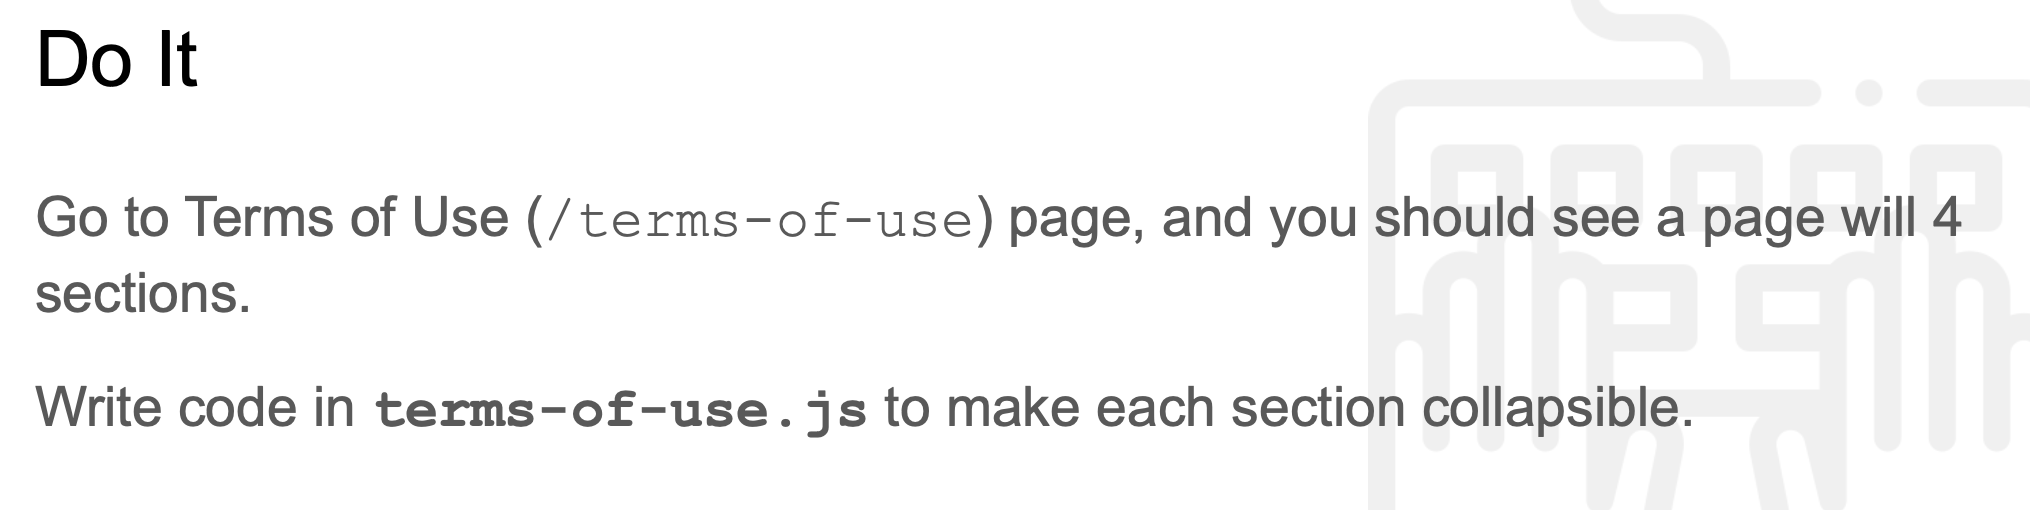 Do It
Go to Terms of Use (/terms-of-use) page, and you should see a page will 4
sections.
Write code in terms-of-use.js to make each section collapsible.